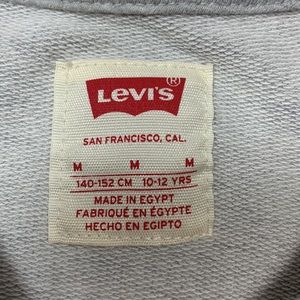 Levi's ®
SAN FRANCISCO, CAL.
M M M
140-152 CM 10-12 YRS
MADE IN EGYPT
FABRIQUÉ EN ÉGYPTE
HECHO EN EGIPTO